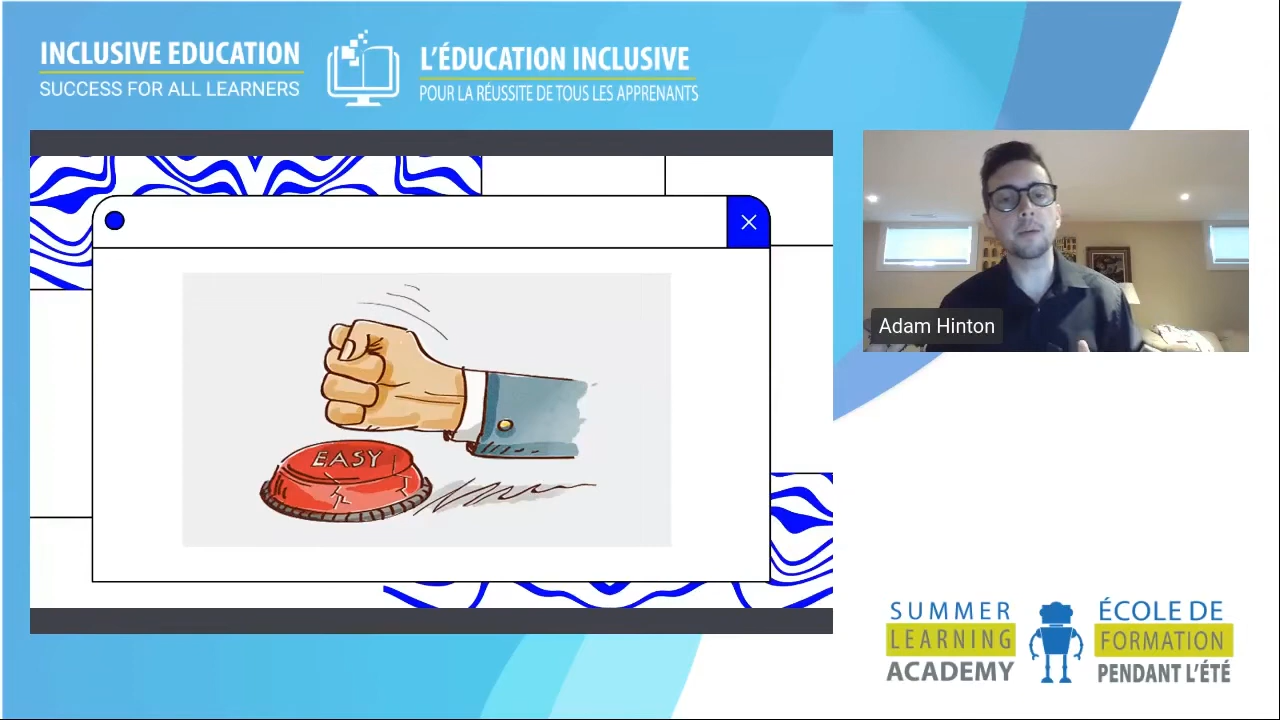 INCLUSIVE EDUCATION
SUCCESS FOR ALL LEARNERS
L'ÉDUCATION INCLUSIVE
POUR LA RÉUSSITE DE TOUS LES APPRENANTS
EASY
Adam Hinton
SUMMER
LEARNING
ACADEMY
ÉCOLE DE
FORMATION
PENDANT L'ÉTÉ